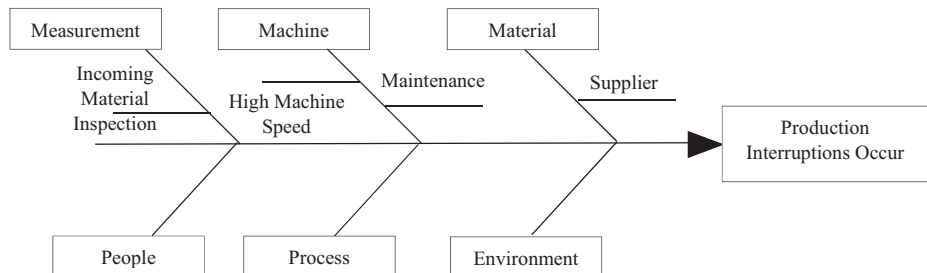 Measurement
Machine
Material
Incoming
Material
Inspection
High Machine
Speed
Maintenance
Supplier
Production
Interruptions Occur
People
Process
Environment